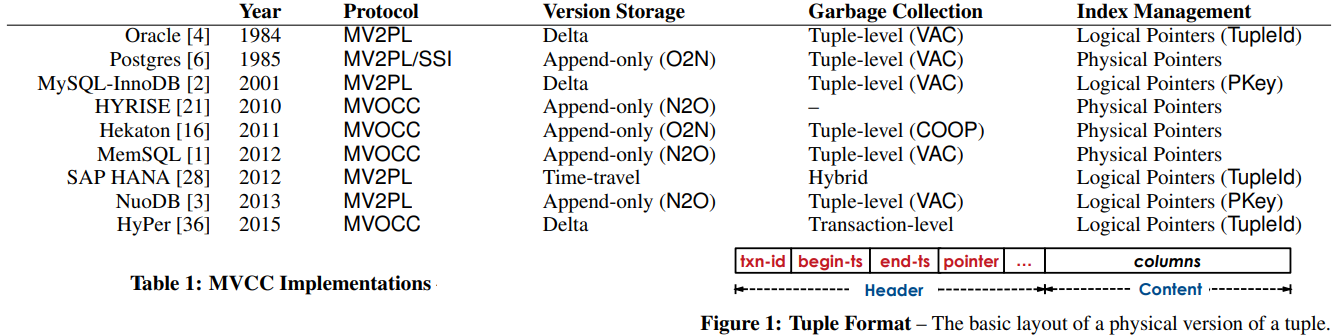 Year Protocol Version Storage Garbage Collection Index Management
Oracle [4] 1984 MV2PL Delta Tuple-level (VAC) Logical Pointers (TupleId)
Postgres [6] 1985 MV2PL/SSI Append-only (O2N) Tuple-level (VAC) Physical Pointers
MySQL-InnoDB [2] 2001 MV2PL Delta Tuple-level (VAC) Logical Pointers (PKey)
HYRISE [21] 2010 MVOCC Append-only (N2O) – Physical Pointers
Hekaton [16] 2011 MVOCC Append-only (O2N) Tuple-level (COOP) Physical Pointers
MemSQL [1] 2012 MVOCC Append-only (N2O) Tuple-level (VAC) Physical Pointers
SAP HANA [28] 2012 MV2PL Time-travel Hybrid Logical Pointers (TupleId)
NuoDB [3] 2013 MV2PL Append-only (N2O) Tuple-level (VAC) Logical Pointers (PKey)
HyPer [36] 2015 MVOCC Delta Transaction-level Logical Pointers (TupleId)
Table 1: MVCC Implementations
txn-id begin-ts end-ts pointer ... columns
Header Content
Figure 1: Tuple Format – The basic layout of a physical version of a tuple.